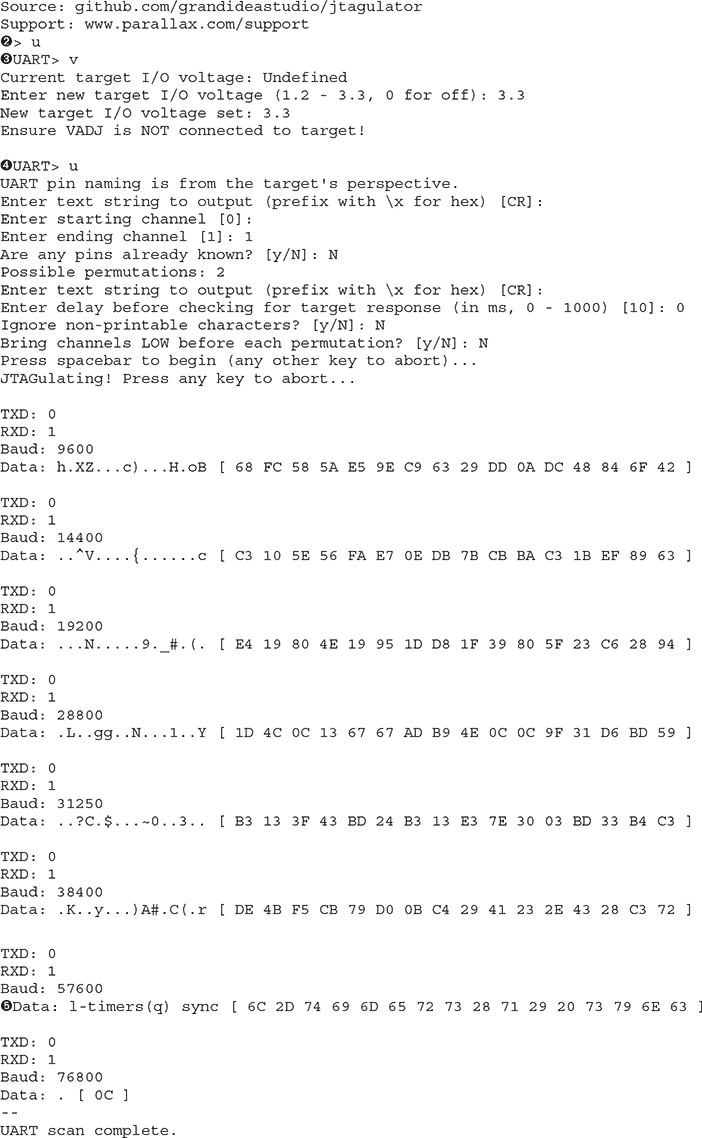 Source: github.com/grandideastudio/jtagulator
Support: www.parallax.com/support
❷> u
❸UART> v
Current target I/O voltage: Undefined
Enter new target I/O voltage (1.2 - 3.3, 0 for off): 3.3
New target I/O voltage set: 3.3
Ensure VADJ is NOT connected to target!
❹UART> u
UART pin naming is from the target's perspective.
Enter text string to output (prefix with \x for hex) [CR]:
Enter starting channel [0]:
Enter ending channel [1]: 1
Are any pins already known? [y/N]: N
Possible permutations: 2
Enter text string to output (prefix with \x for hex) [CR]:
Enter delay before checking for target response (in ms, 0 - 1000) [10]: 0
Ignore non-printable characters? [y/N]: N
Bring channels LOW before each permutation? [y/N]: N
Press spacebar to begin (any other key to abort)...
JTAGulating! Press any key to abort...
TXD: 0
RXD: 1
Baud: 9600
Data: h.XZ...c)...H.oB [ 68 FC 58 5A E5 9E C9 63 29 DD 0A DC 48 84 6F 42 ]
TXD: 0
RXD: 1
Baud: 14400
Data: ..^V....{......c [ C3 10 5E 56 FA E7 0E DB 7B CB BA C3 1B EF 89 63 ]
TXD: 0
RXD: 1
Baud: 19200
Data: ...N.....9._#.(. [ E4 19 80 4E 19 95 1D D8 1F 39 80 5F 23 C6 28 94 ]
TXD: 0
RXD: 1
Baud: 28800
Data: .L..gg..N...1..Y [ 1D 4C 0C 13 67 67 AD B9 4E 0C 0C 9F 31 D6 BD 59 ]
TXD: 0
RXD: 1
Baud: 31250
Data: ..?C.$...~0..3.. [ B3 13 3F 43 BD 24 B3 13 E3 7E 30 03 BD 33 B4 C3 ]
TXD: 0
RXD: 1
Baud: 38400
Data: .K..y...)A#.C(.r [ DE 4B F5 CB 79 D0 0B C4 29 41 23 2E 43 28 C3 72 ]
TXD: 0
RXD: 1
Baud: 57600
❺Data: l-timers(q) sync [ 6C 2D 74 69 6D 65 72 73 28 71 29 20 73 79 6E 63 ]
TXD: 0
RXD: 1
Baud: 76800
Data: . [ 0C ]
--
UART scan complete.